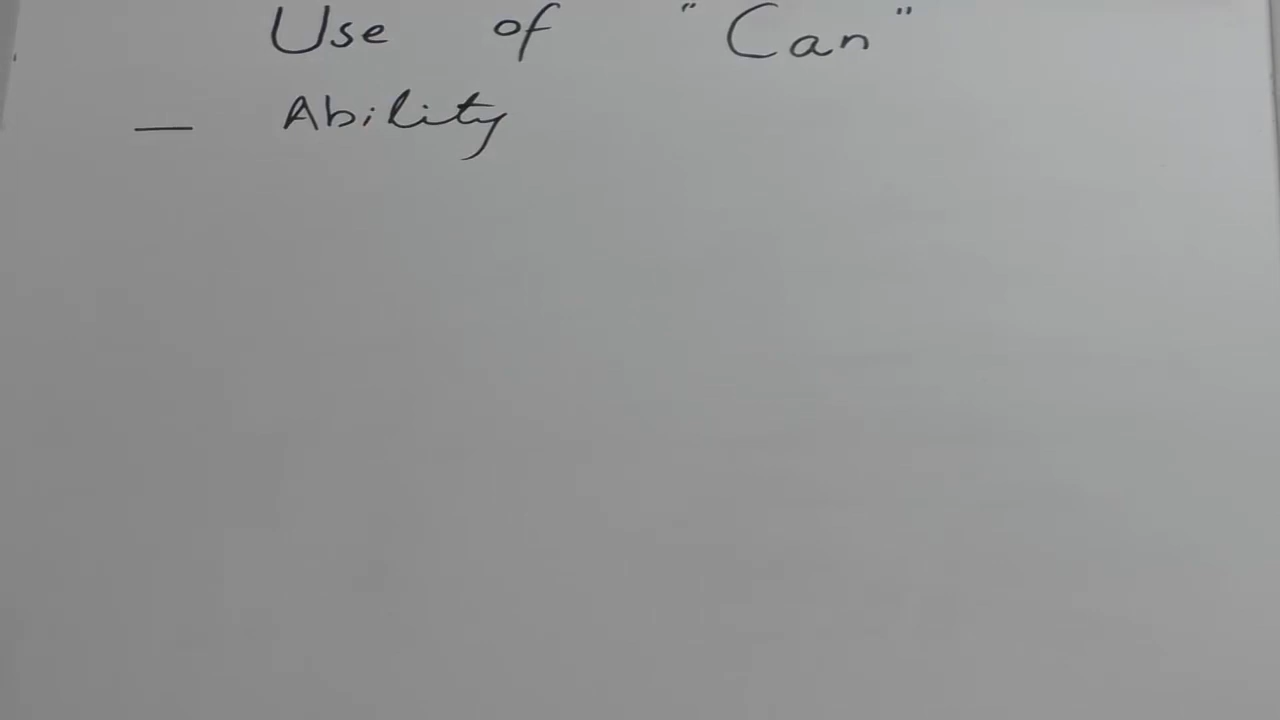 Use of "Can"
— Ability